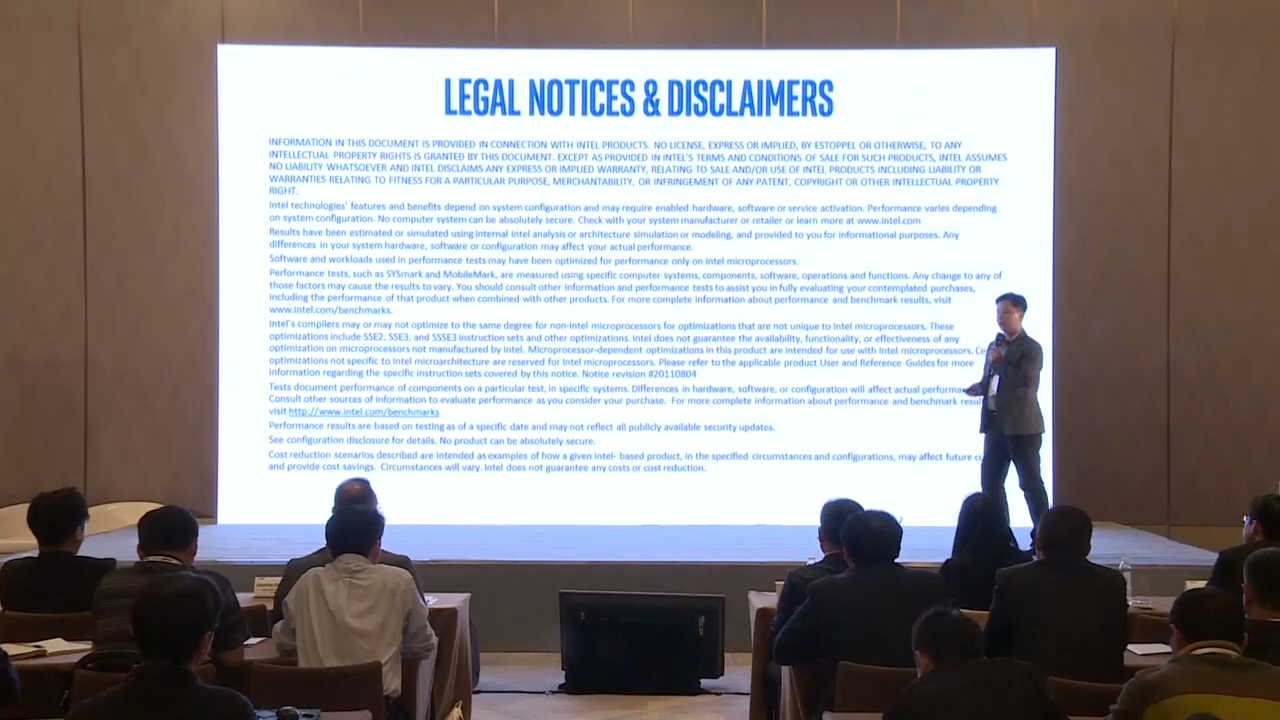 LEGAL NOTICES & DISCLAIMERS
INFORMATION IN THIS DOCUMENT IS PROVIDED IN CONNECTION WITH INTEL PRODUCTS. NO LICENSE, EXPRESS OR IMPLIED, BY ESTOPPEL OR OTHERWISE, TO ANY
INTELLECTUAL PROPERTY RIGHTS IS GRANTED BY THIS DOCUMENT. EXCEPT AS PROVIDED IN INTEL'S TERMS AND CONDITIONS OF SALE FOR SUCH PRODUCTS, INTEL ASSUMES
NO LIABILITY WHATSOEVER AND INTEL DISCLAIMS ANY EXPRESS OR IMPLIED WARRANTY, RELATING TO SALE AND/OR USE OF INTEL PRODUCTS INCLUDING LIABILITY OR
WARRANTIES RELATING TO FITNESS FOR A PARTICULAR PURPOSE, MERCHANTABILITY, OR INFRINGEMENT OF ANY PATENT, COPYRIGHT OR OTHER INTELLECTUAL PROPERTY
RIGHT.
Intel technologies' features and benefits depend on system configuration and may require enabled hardware, software or service activation. Performance varies depending
on system configuration. No computer system can be absolutely secure. Check with your system manufacturer or retailer or learn more at www.intel.com
Results have been estimated or simulated using internal Intel analysis or architecture simulation or modeling, and provided to you for informational purposes. Any
differences in your system hardware, software or configuration may affect your actual performance.
Software and workloads used in performance tests may have been optimized for performance only on Intel microprocessors.
Performance tests, such as SYSmark and MobileMark, are measured using specific computer systems, components, software, operations and functions. Any change to any of
those factors may cause the results to vary. You should consult other information and performance tests to assist you in fully evaluating your contemplated purchases,
including the performance of that product when combined with other products. For more complete information about performance and benchmark results, visit
www.intel.com/benchmarks.
Intel's compilers may or may not optimize to the same degree for non-Intel microprocessors for optimizations that are not unique to Intel microprocessors. These
optimizations include SSE2, SSE3, and SSSE3 instruction sets and other optimizations. Intel does not guarantee the availability, functionality, or effectiveness of any
optimization on microprocessors not manufactured by Intel. Microprocessor-dependent optimizations in this product are intended for use with Intel microprocessors.
optimizations not specific to Intel microarchitecture are reserved for Intel microprocessors. Please refer to the applicable product User and Reference Guides for more
information regarding the specific instruction sets covered by this notice. Notice revision #20110804
Tests document performance of components on a particular test, in specific systems. Differences in hardware, software, or configuration will affect actual
Consult other sources of information to evaluate performance as you consider your purchase. For more complete information about performance and benchmark
visit http://www.intel.com/benchmarks
Performance results are based on testing as of a specific date and may not reflect all publicly available security updates.
See configuration disclosure for details. No product can be absolutely secure.
Cost reduction scenarios described are intended as examples of how a given Intel- based product, in the specified circumstances and configurations, may affect future
and provide cost savings. Circumstances will vary. Intel does not guarantee any costs or cost reduction.